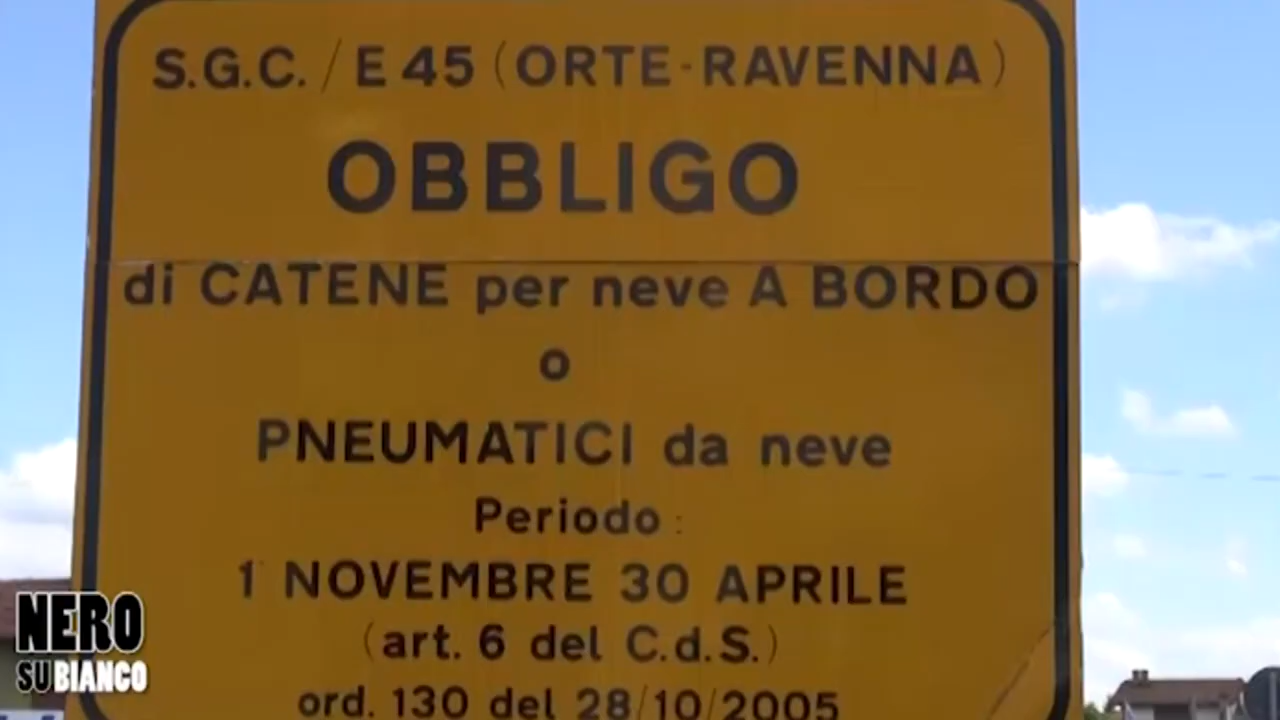 S.G.C. / E 45 (ORTE-RAVENNA)
OBBLIGO
di CATENE per neve A BORDO
o
PNEUMATICI da neve
Periodo:
1 NOVEMBRE 30 APRILE
(art. 6 del C.d.S.)
ord. 130 del 28/10/2005
NERO
SU BIANCO